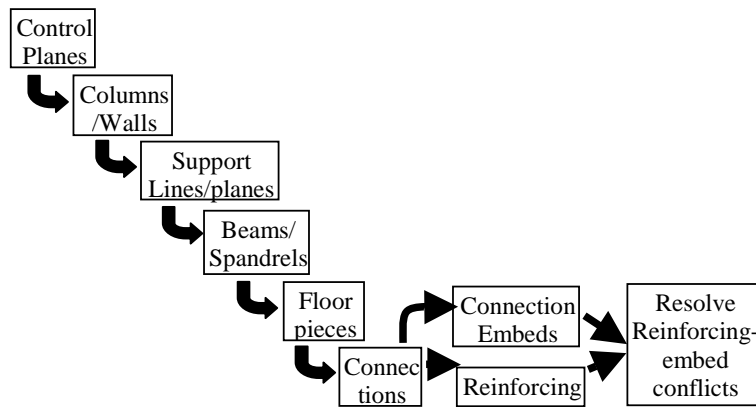 Control
Planes
Columns
/Walls
Support
Lines/planes
Beams/
Spandrels
Floor
pieces
Connec
tions
Connection
Embeds
Reinforcing
Resolve
Reinforcing-
embed
conflicts